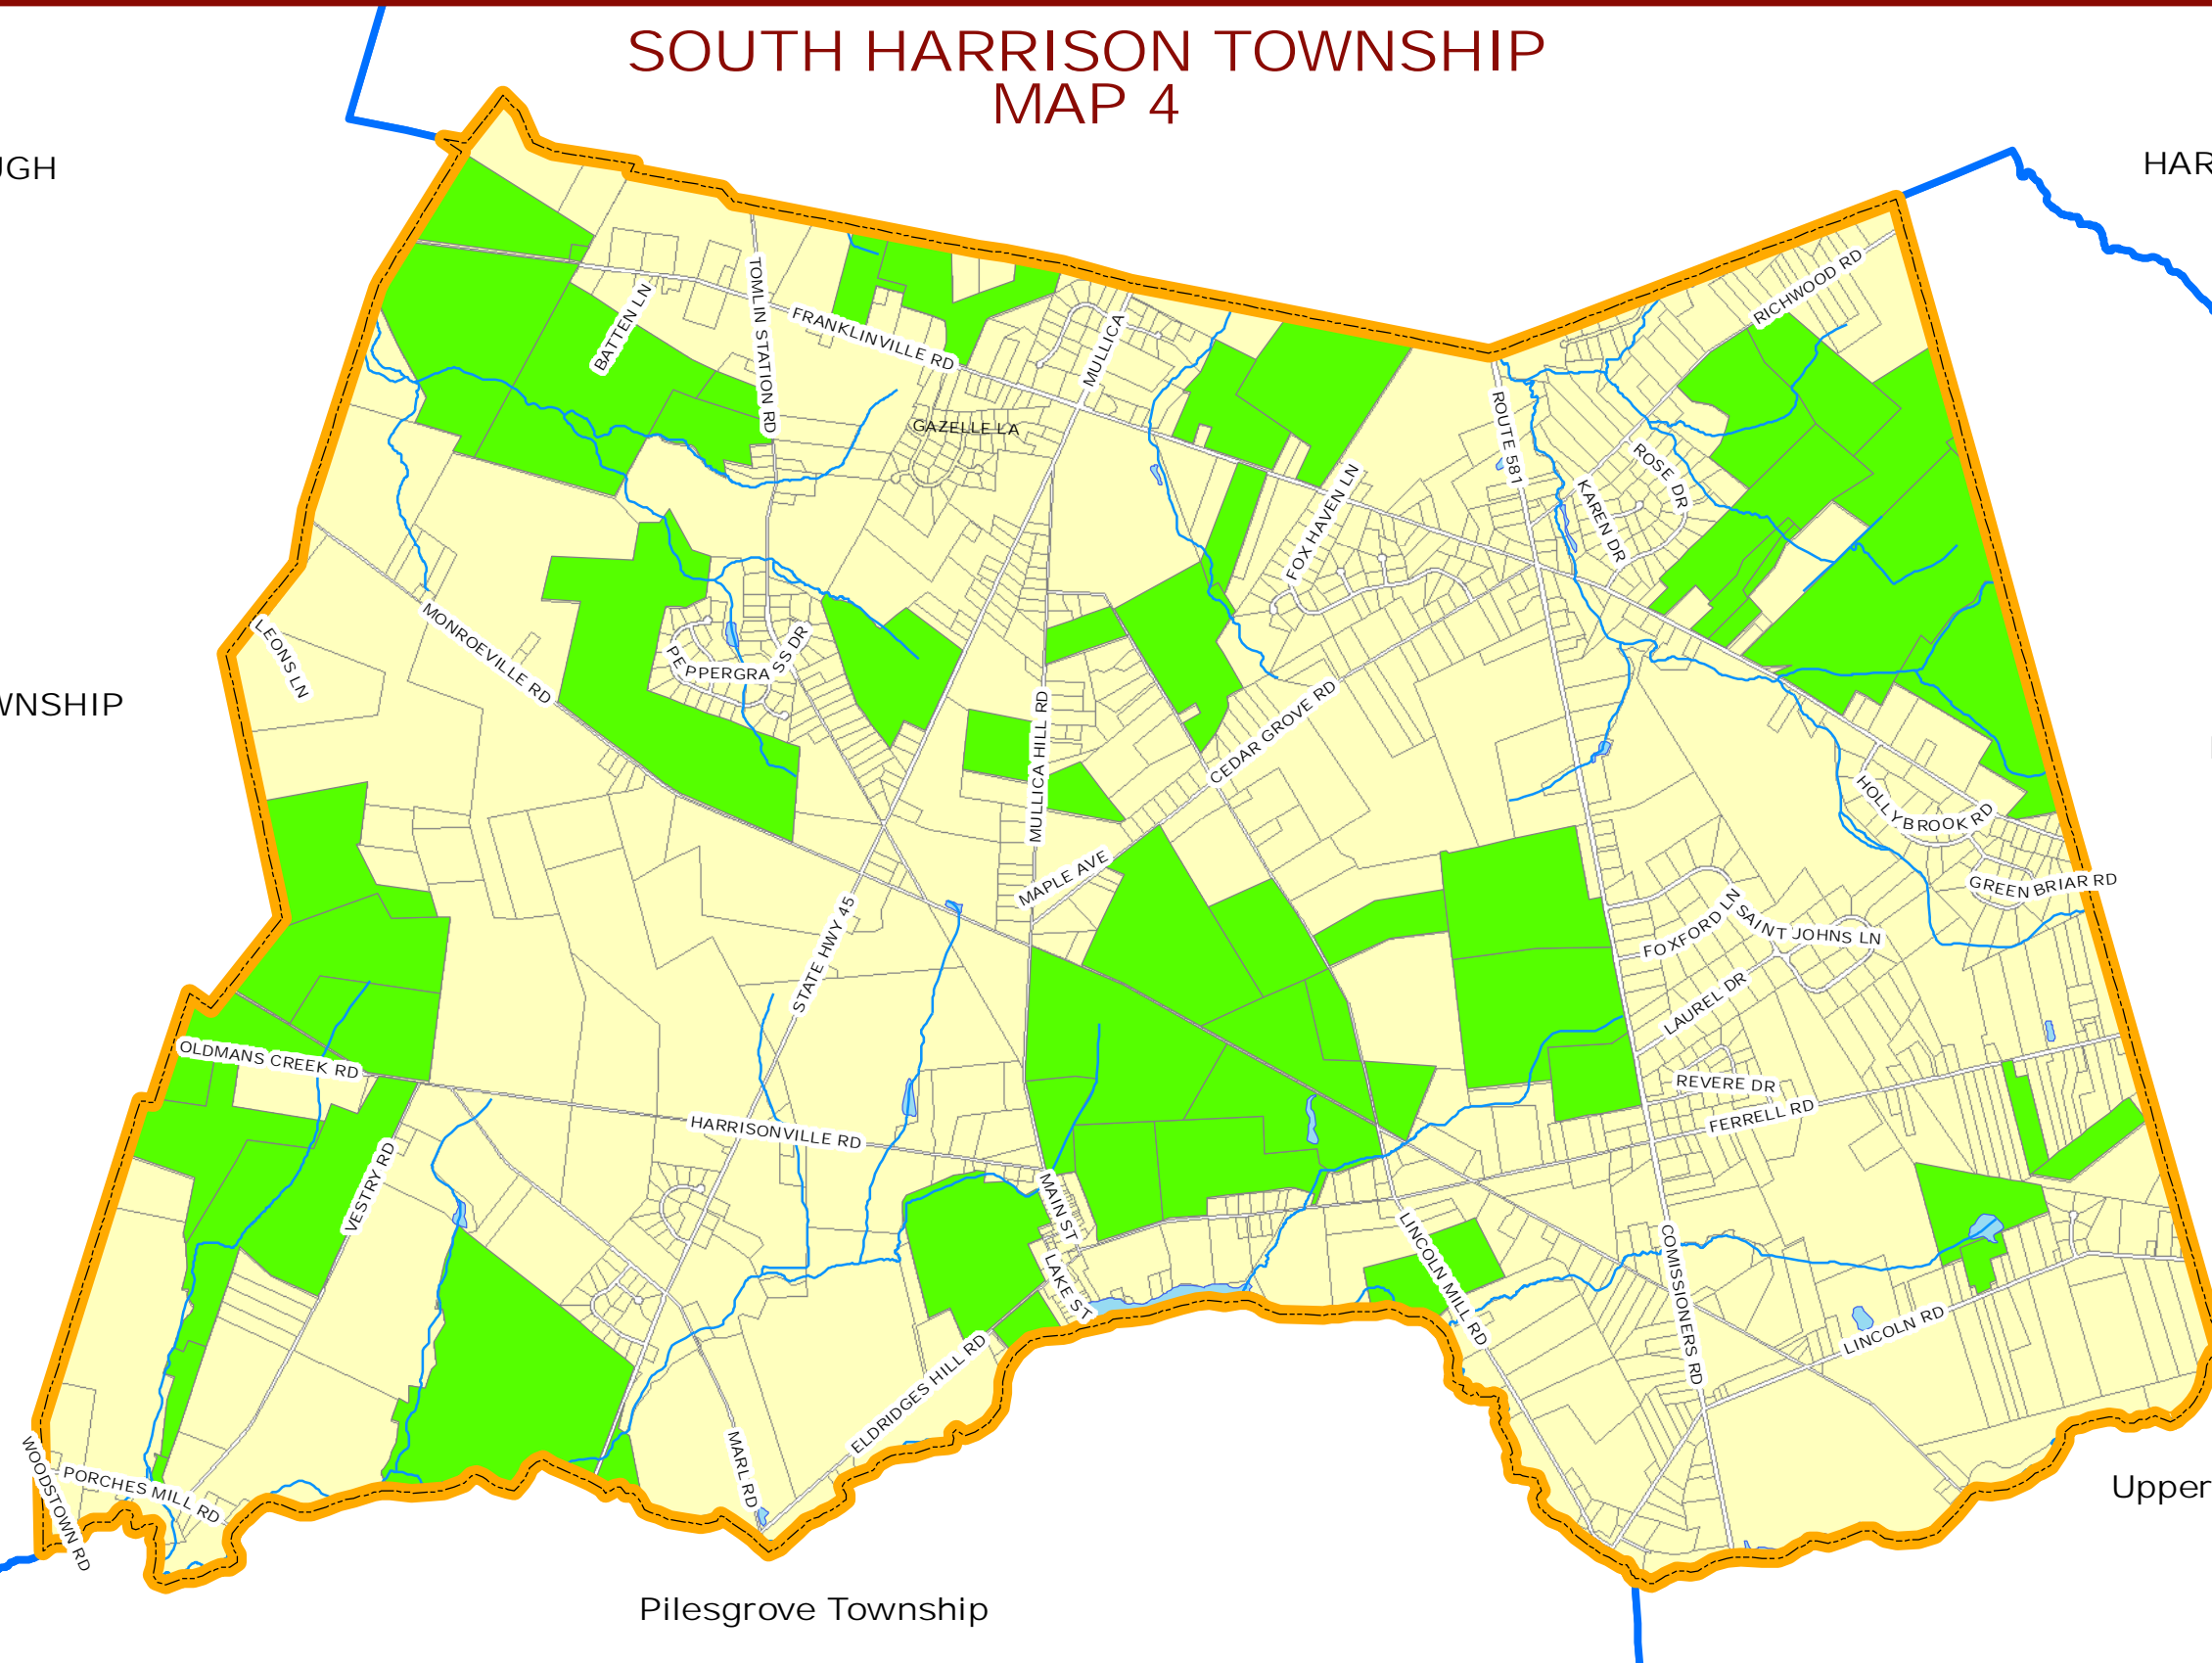 SOUTH HARRISON TOWNSHIP
MAP 4
UGH
HAR
RICHWOOD RD
TOMLIN STATION RD
BATTEN LN
FRANKLINVILLE RD
MULLICA
GAZELLE LA
ROUTE 581
ROSE DR
KAREN DR
FOX HAVEN LN
LEONS LN
MONROEVILLE RD
PEPPERGRASS DR
WNSHIP
MULLICA HILL RD
CEDAR GROVE RD
HOLLYBROOK RD
MAPLE AVE
GREEN BRIAR RD
STATE HWY 45
FOXFORD LN
SAINT JOHNS LN
LAUREL DR
OLDMANS CREEK RD
REVERE DR
FERRELL RD
HARRISONVILLE RD
VESTRY RD
MAIN ST
LAKE ST
LINCOLN MILL RD
COMISSIONERS RD
LINCOLN RD
ELDRIDGES HILL RD
MARL RD
WOODSTOWN RD
PORCHES MILL RD
Upper
Pilesgrove Township